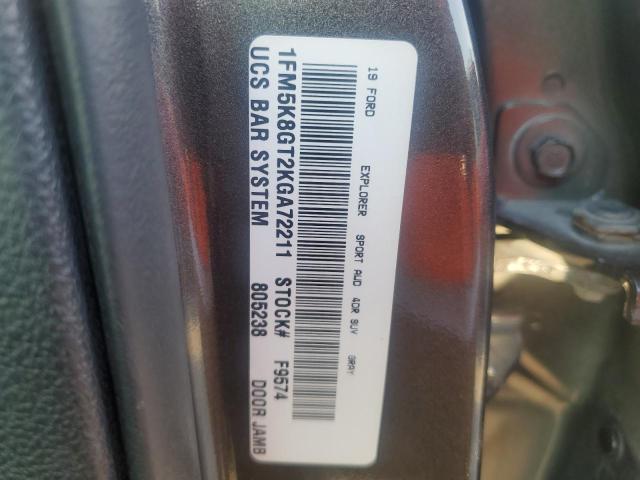 19 FORD EXPLORER SPORT AWD 4DR SUV GRAY
1FM5K8GT2KGA72211 STOCK# F9574
UCS BAR SYSTEM 805238 DOOR JAMB